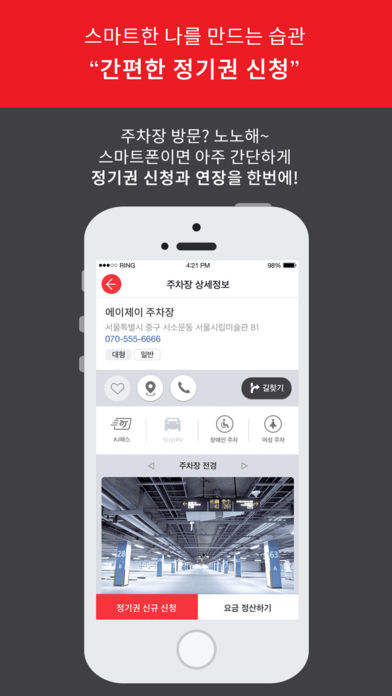 스마트한 나를 만드는 습관
“간편한 정기권 신청”
주차장 방문? 노노해~
스마트폰이면 아주 간단하게
정기권 신청과 연장을 한번에!
RING 4:21 PM 98%
주차장 상세정보
에이제이 주차장
서울특별시 중구 서소문동 서울시립미술관 B1
070-555-6666
대형 일반
길찾기
AJ패스 SUV/RV 장애인 주차 여성 주차
◁ 주차장 전경 ▷
28 63
B A
정기권 신규 신청 요금 정산하기